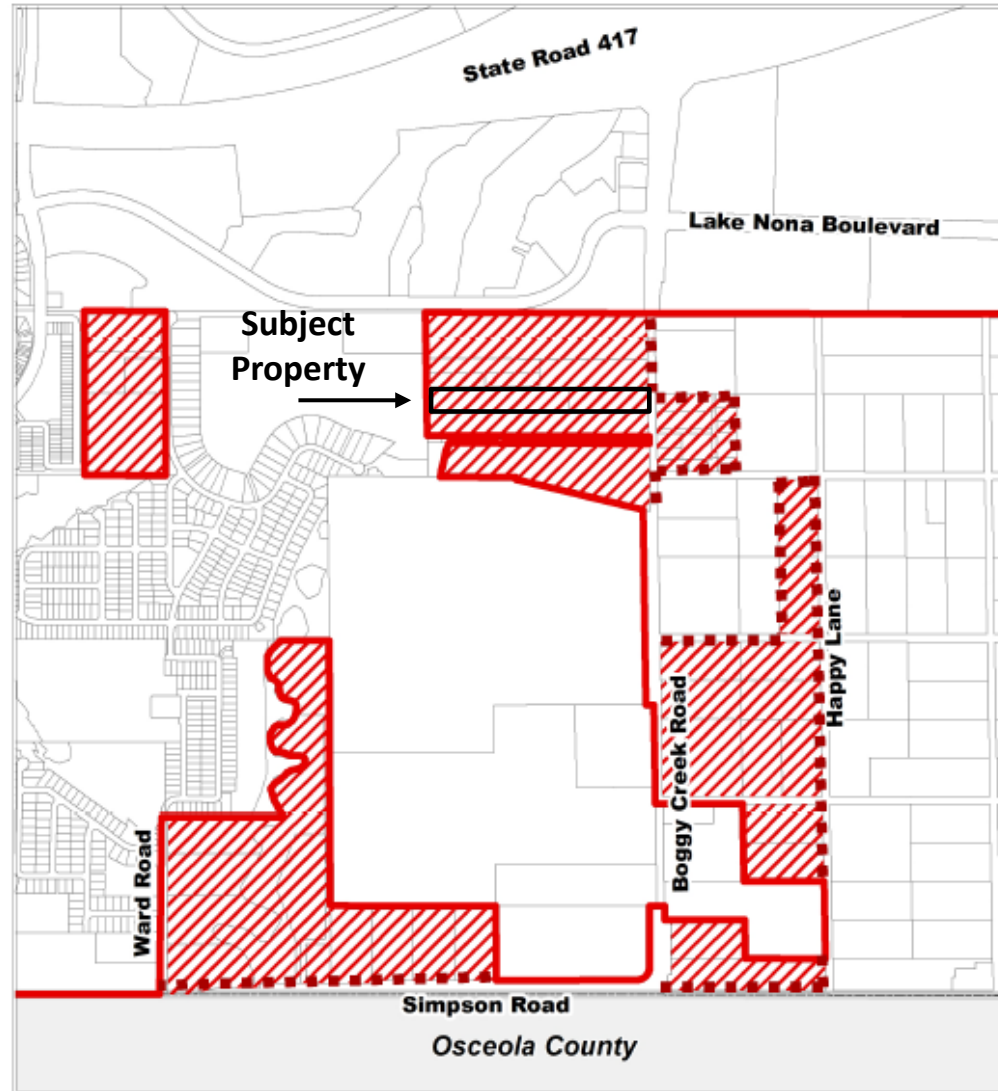 State Road 417
Lake Nona Boulevard
Subject
Property
Happy Lane
Boggy Creek Road
Ward Road
Simpson Road
Osceola County